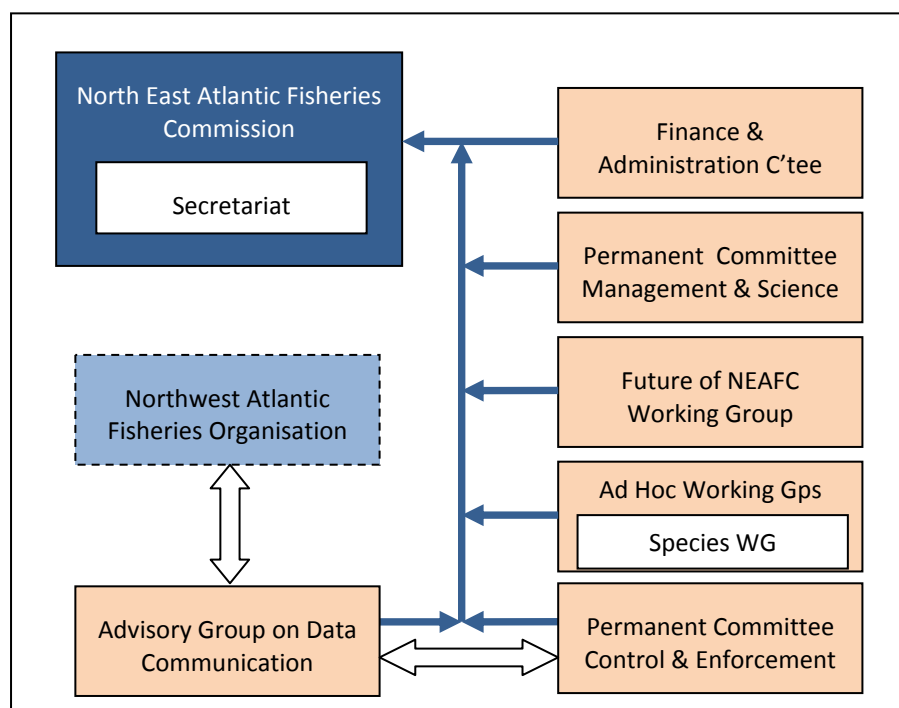 North East Atlantic Fisheries
Commission
Secretariat
Finance &
Administration C'tee
Permanent Committee
Management & Science
Northwest Atlantic
Fisheries Organisation
Future of NEAFC
Working Group
Ad Hoc Working Gps
Species WG
Advisory Group on Data
Communication
Permanent Committee
Control & Enforcement